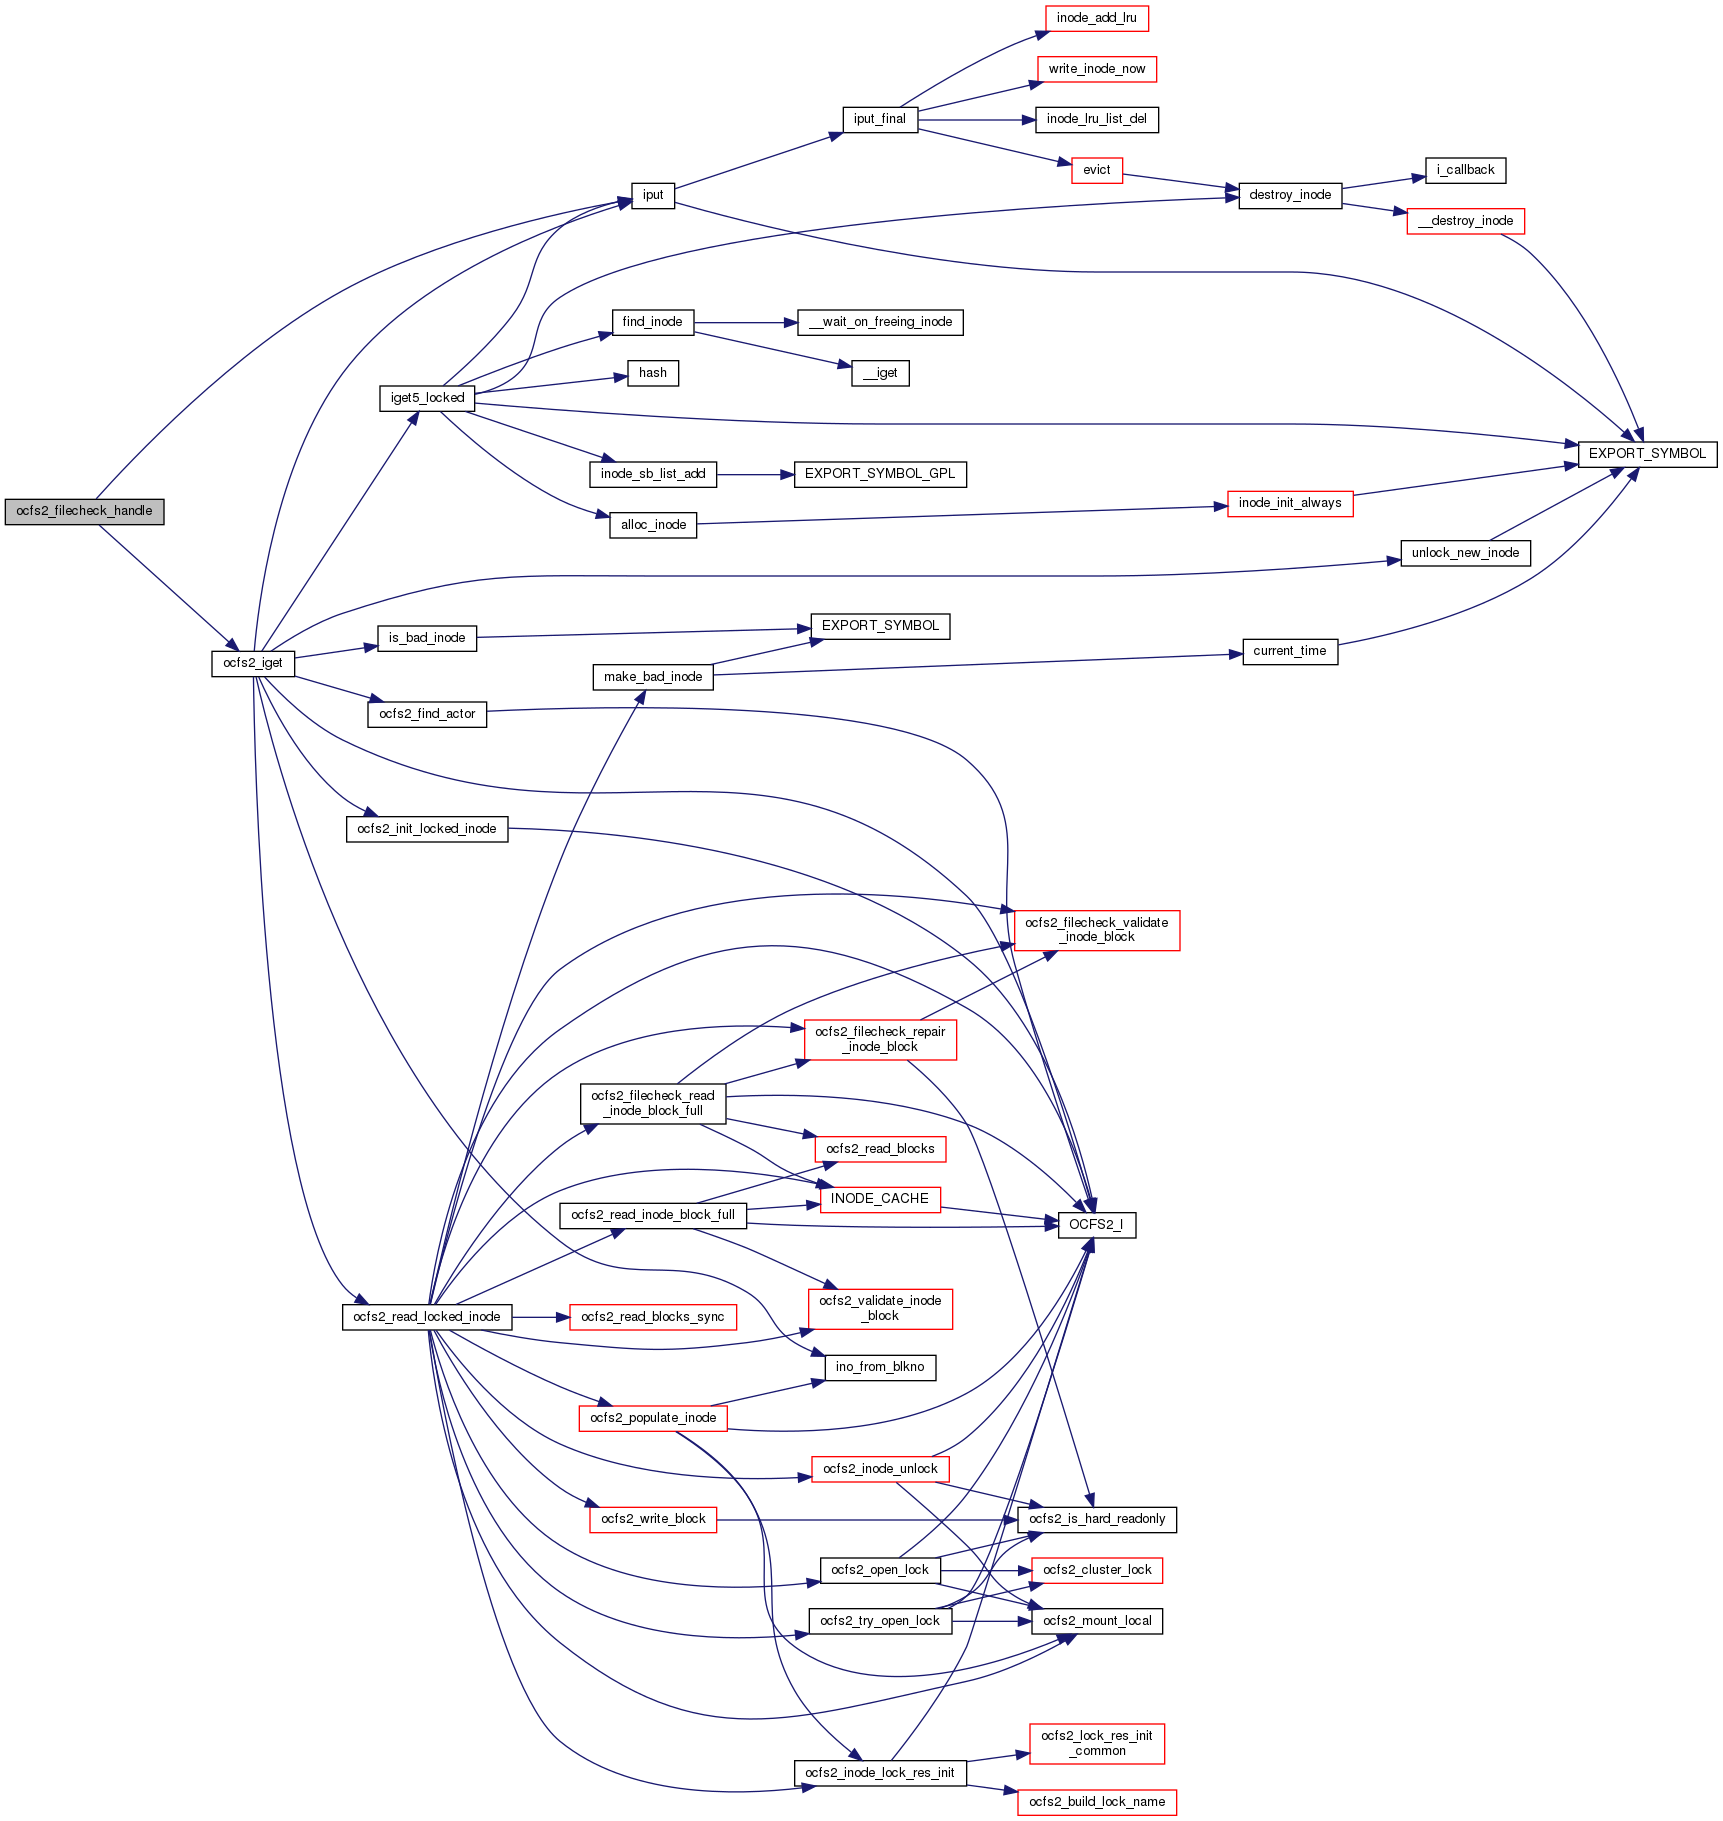 inode_add_lru
write_inode_now
iput_final
inode_lru_list_del
evict
i_callback
iput
destroy_inode
__destroy_inode
find_inode
__wait_on_freeing_inode
hash
__iget
iget5_locked
EXPORT_SYMBOL
inode_sb_list_add
EXPORT_SYMBOL_GPL
ocfs2_filecheck_handle
alloc_inode
inode_init_always
unlock_new_inode
is_bad_inode
EXPORT_SYMBOL
ocfs2_iget
make_bad_inode
current_time
ocfs2_find_actor
ocfs2_init_locked_inode
ocfs2_filecheck_validate
_inode_block
ocfs2_filecheck_repair
_inode_block
ocfs2_filecheck_read
_inode_block_full
ocfs2_read_blocks
INODE_CACHE
ocfs2_read_inode_block_full
OCFS2_I
ocfs2_validate_inode
_block
ocfs2_read_locked_inode
ocfs2_read_blocks_sync
ino_from_blkno
ocfs2_populate_inode
ocfs2_inode_unlock
ocfs2_write_block
ocfs2_is_hard_readonly
ocfs2_open_lock
ocfs2_cluster_lock
ocfs2_try_open_lock
ocfs2_mount_local
ocfs2_lock_res_init
_common
ocfs2_inode_lock_res_init
ocfs2_build_lock_name